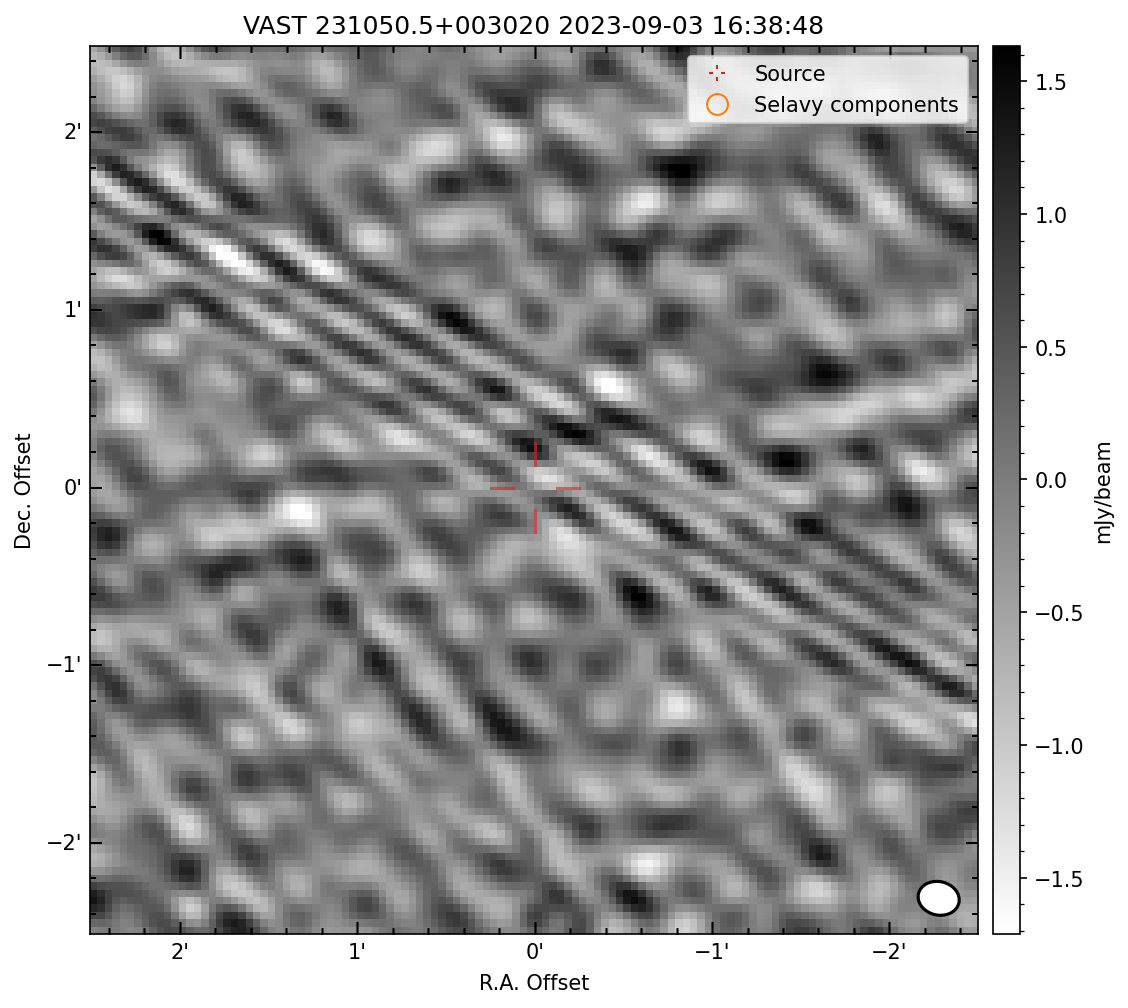 VAST 231050.5+003020 2023-09-03 16:38:48
Source
Selavy components
2'
1'
0'
−1'
−2'
Dec. Offset
2'
1'
0'
−1'
−2'
R.A. Offset
1.5
1.0
0.5
0.0
−0.5
−1.0
−1.5
mJy/beam